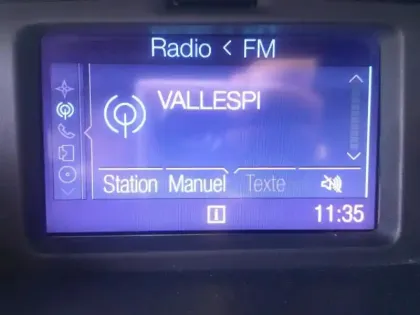 Radio < FM
VALLESPI
Station Manuel Texte
i 11:35